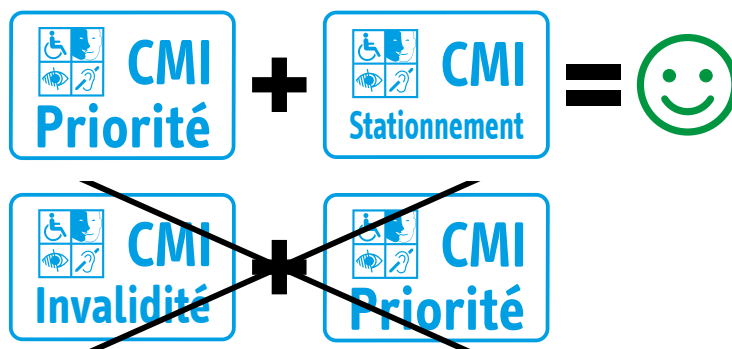 CMI
Priorité
+
CMI
Stationnement
=
CMI
Invalidité
+
CMI
Priorité